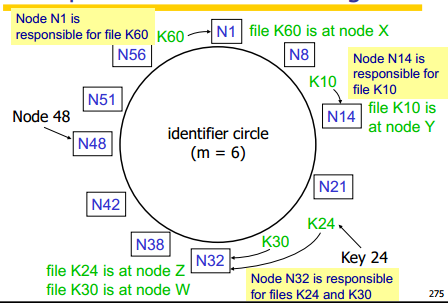 Node N1 is
responsible for file K60
K60
N1
file K60 is at node X
N56
N8
Node N14 is
responsible for
file K10
K10
N51
N14
file K10 is
at node Y
Node 48
N48
identifier circle
(m = 6)
N21
N42
K24
N38
K30
N32
Key 24
file K24 is at node Z
file K30 is at node W
Node N32 is responsible
for files K24 and K30
275